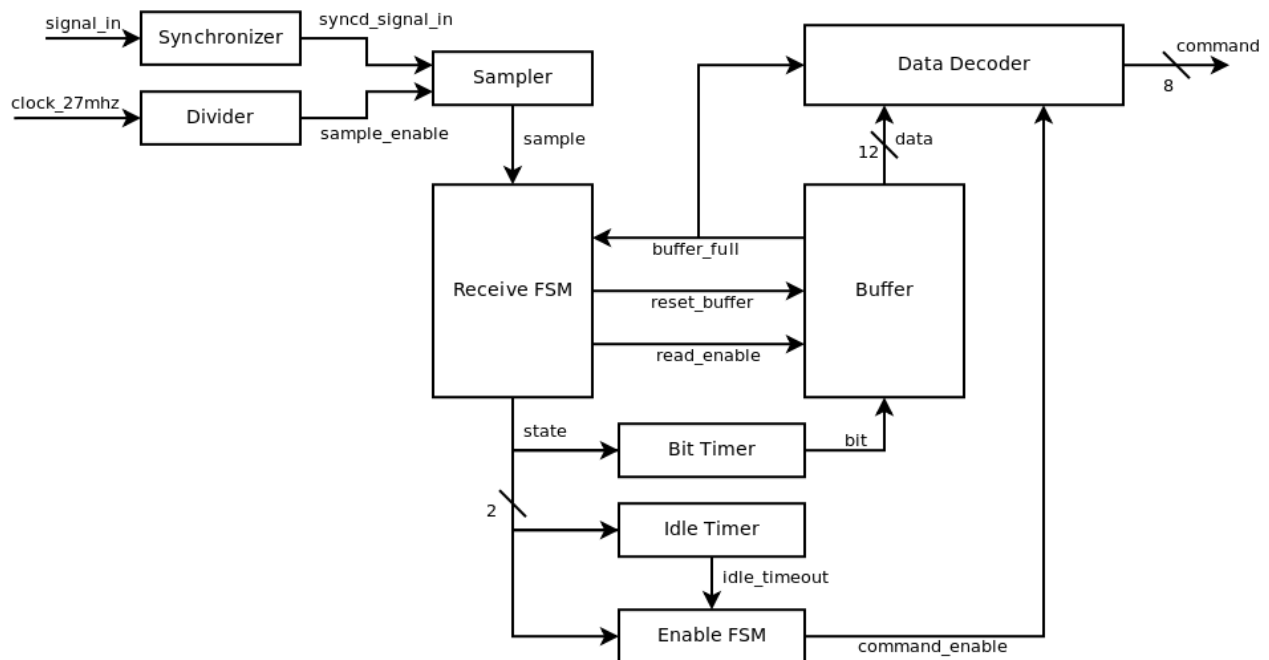 signal_in
Synchronizer
syncd_signal_in
clock_27mhz
Divider
sample_enable
Sampler
sample
Data Decoder
command
8
12
data
Receive FSM
buffer_full
reset_buffer
read_enable
Buffer
state
Bit Timer
bit
2
Idle Timer
idle_timeout
Enable FSM
command_enable